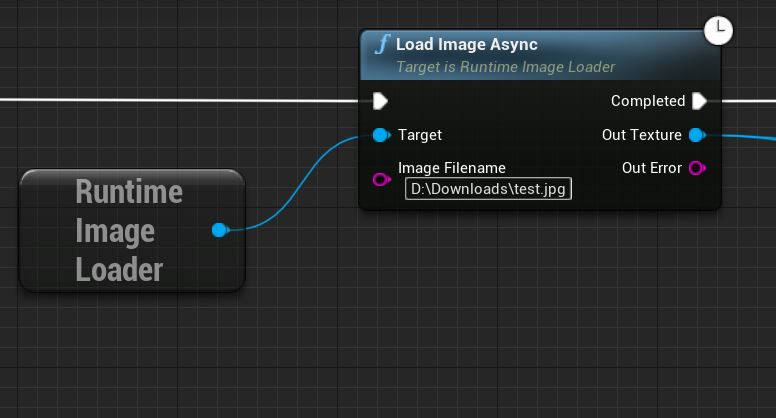 Load Image Async
Target is Runtime Image Loader
Completed
Target
Out Texture
Image Filename
Out Error
D:\Downloads\test.jpg
Runtime
Image
Loader